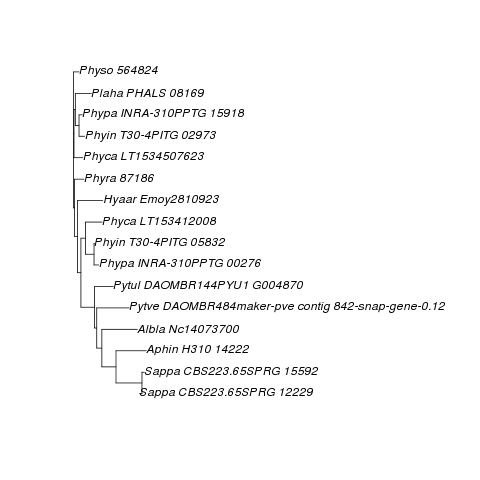 Physo 564824
Plaha PHALS 08169
Phypa INRA-310PPTG 15918
Phyin T30-4PITG 02973
Phyca LT1534507623
Phyra 87186
Hyaar Emoy2810923
Phyca LT153412008
Phyin T30-4PITG 05832
Phypa INRA-310PPTG 00276
Pytul DAOMBR144PYU1 G004870
Pytve DAOMBR484maker-pve contig 842-snap-gene-0.12
Albla Nc14073700
Aphin H310 14222
Sappa CBS223.65SPRG 15592
Sappa CBS223.65SPRG 12229